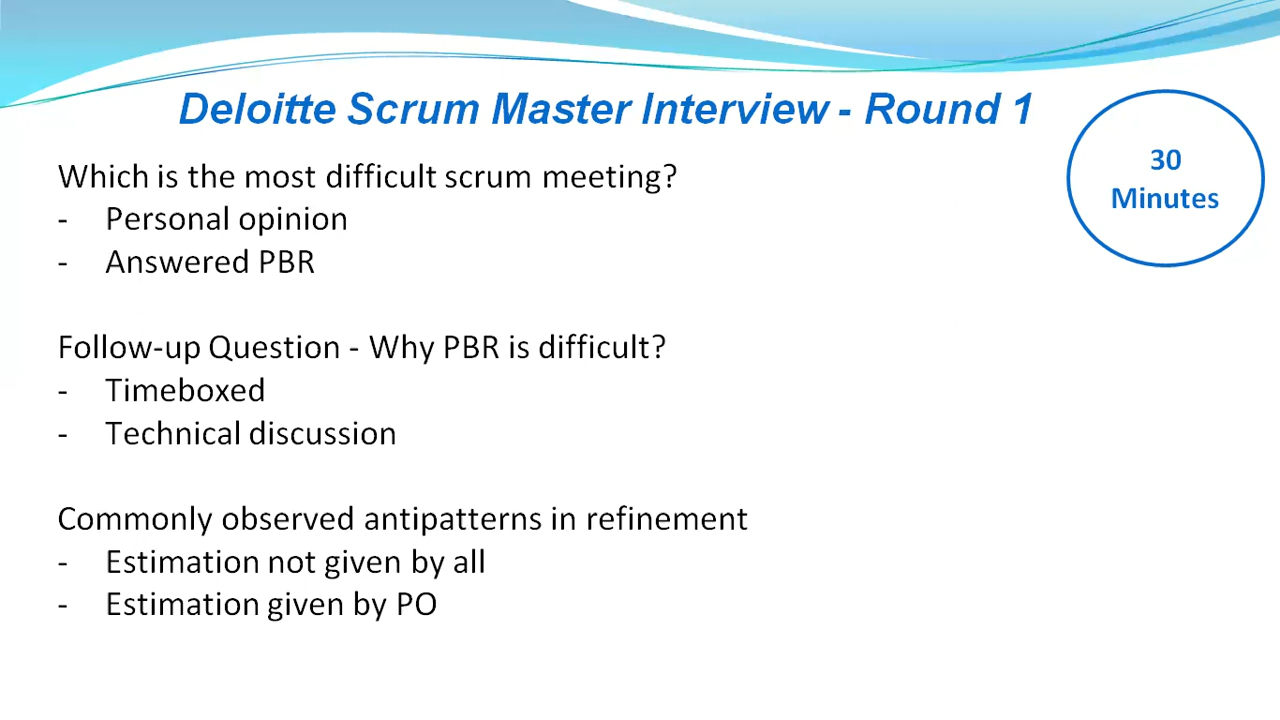 Deloitte Scrum Master Interview - Round 1
30
Minutes
Which is the most difficult scrum meeting?
- Personal opinion
- Answered PBR
Follow-up Question - Why PBR is difficult?
- Timeboxed
- Technical discussion
Commonly observed antipatterns in refinement
- Estimation not given by all
- Estimation given by PO